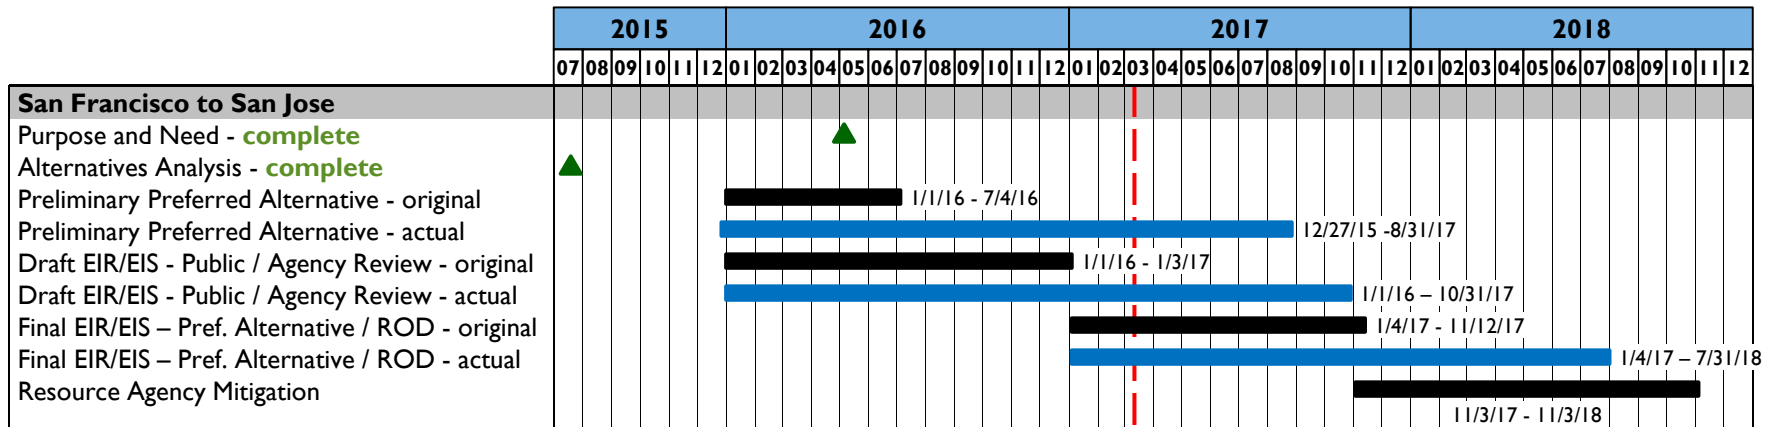 2015 2016 2017 2018
07 08 09 10 11 12 01 02 03 04 05 06 07 08 09 10 11 12 01 02 03 04 05 06 07 08 09 10 11 12 01 02 03 04 05 06 07 08 09 10 11 12
San Francisco to San Jose
Purpose and Need - complete
Alternatives Analysis - complete
Preliminary Preferred Alternative - original 1/1/16 - 7/4/16
Preliminary Preferred Alternative - actual 12/27/15 -8/31/17
Draft EIR/EIS - Public / Agency Review - original 1/1/16 - 1/3/17
Draft EIR/EIS - Public / Agency Review - actual 1/1/16 – 10/31/17
Final EIR/EIS – Pref. Alternative / ROD - original 1/4/17 - 11/12/17
Final EIR/EIS – Pref. Alternative / ROD - actual 1/4/17 – 7/31/18
Resource Agency Mitigation
11/3/17 - 11/3/18